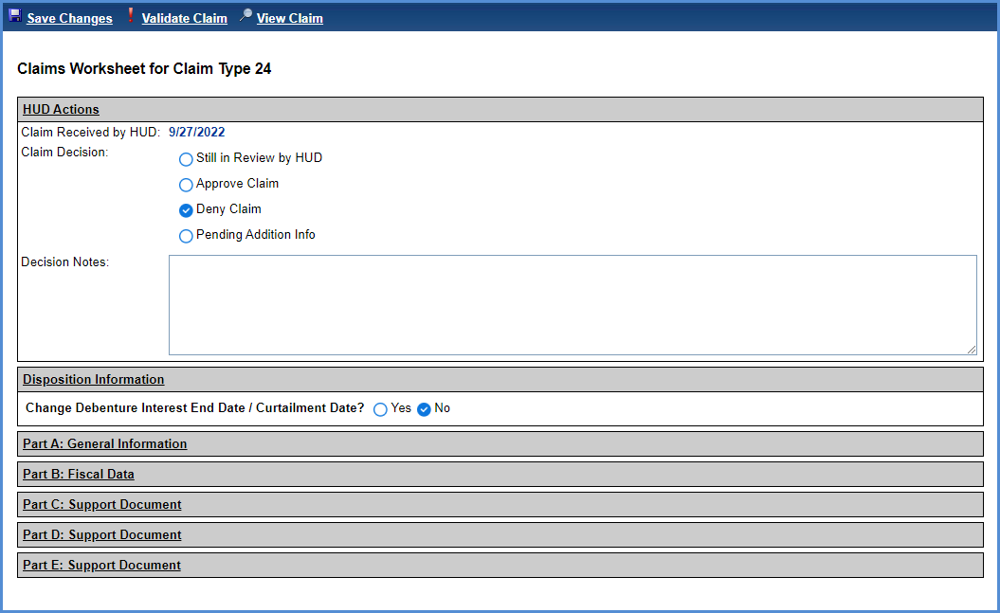 Save Changes Validate Claim View Claim
Claims Worksheet for Claim Type 24
HUD Actions
Claim Received by HUD: 9/27/2022
Claim Decision:
Still in Review by HUD
Approve Claim
Deny Claim
Pending Addition Info
Decision Notes:
Disposition Information
Change Debenture Interest End Date / Curtailment Date? Yes No
Part A: General Information
Part B: Fiscal Data
Part C: Support Document
Part D: Support Document
Part E: Support Document